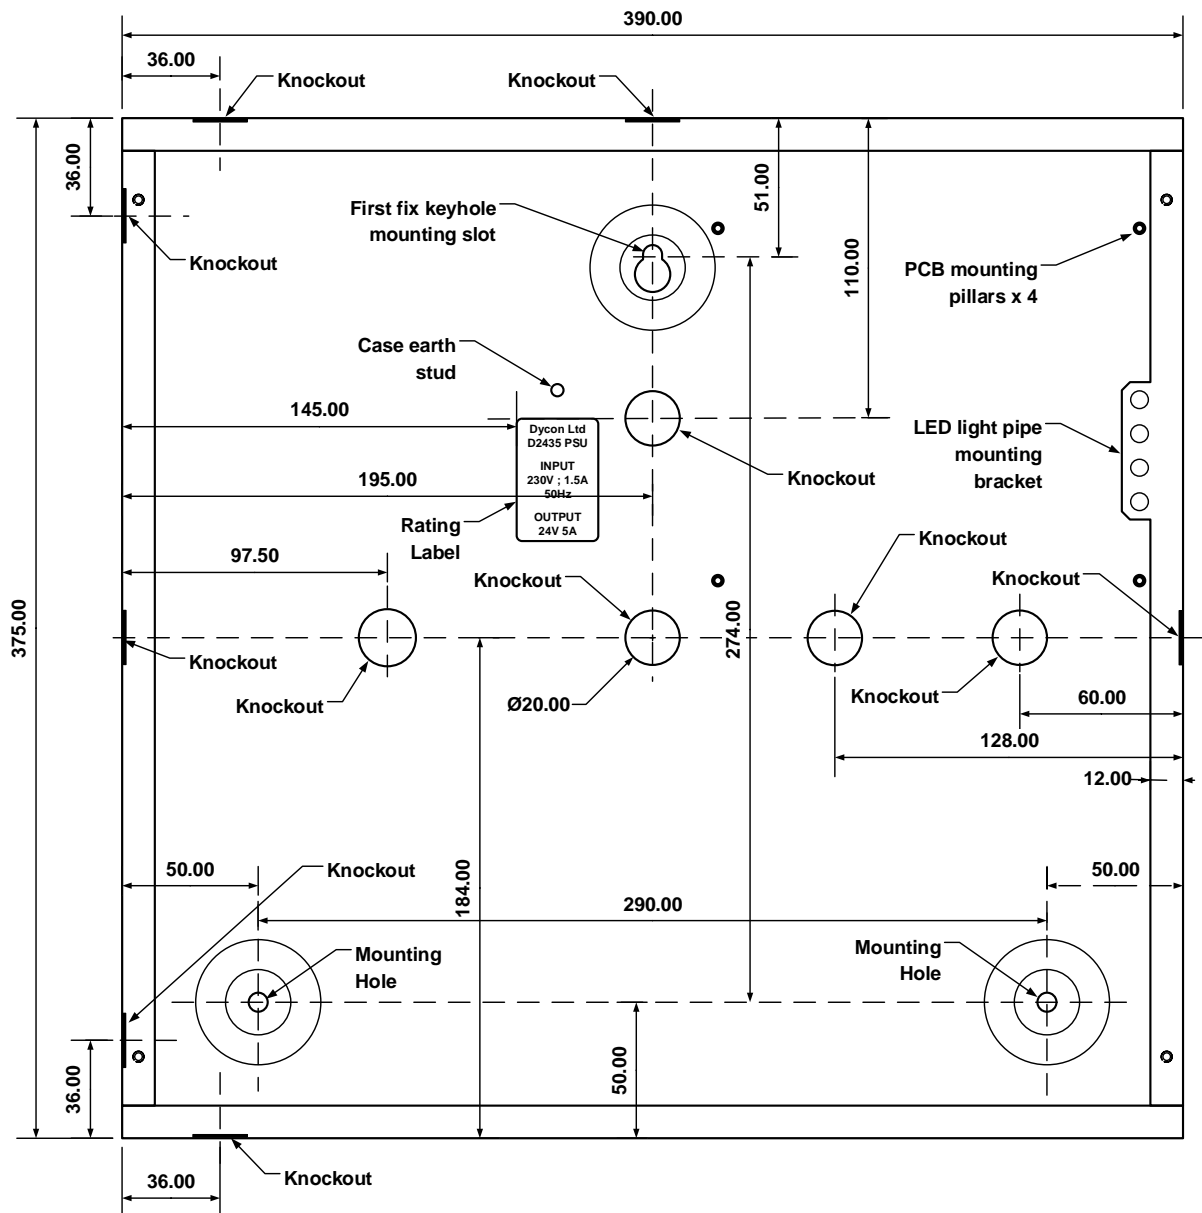 390.00
36.00
Knockout
Knockout
36.00
51.00
110.00
First fix keyhole
mounting slot
Knockout
PCB mounting
pillars x 4
Case earth
stud
145.00
Dycon Ltd
D2435 PSU
INPUT
230V ; 1.5A
50Hz
OUTPUT
24V 5A
LED light pipe
mounting
bracket
Knockout
195.00
Rating
Label
Knockout
97.50
Knockout
Knockout
375.00
274.00
Knockout
Knockout
Knockout
Ø20.00
60.00
128.00
12.00
50.00
Knockout
184.00
50.00
290.00
Mounting
Hole
Mounting
Hole
50.00
36.00
Knockout
36.00